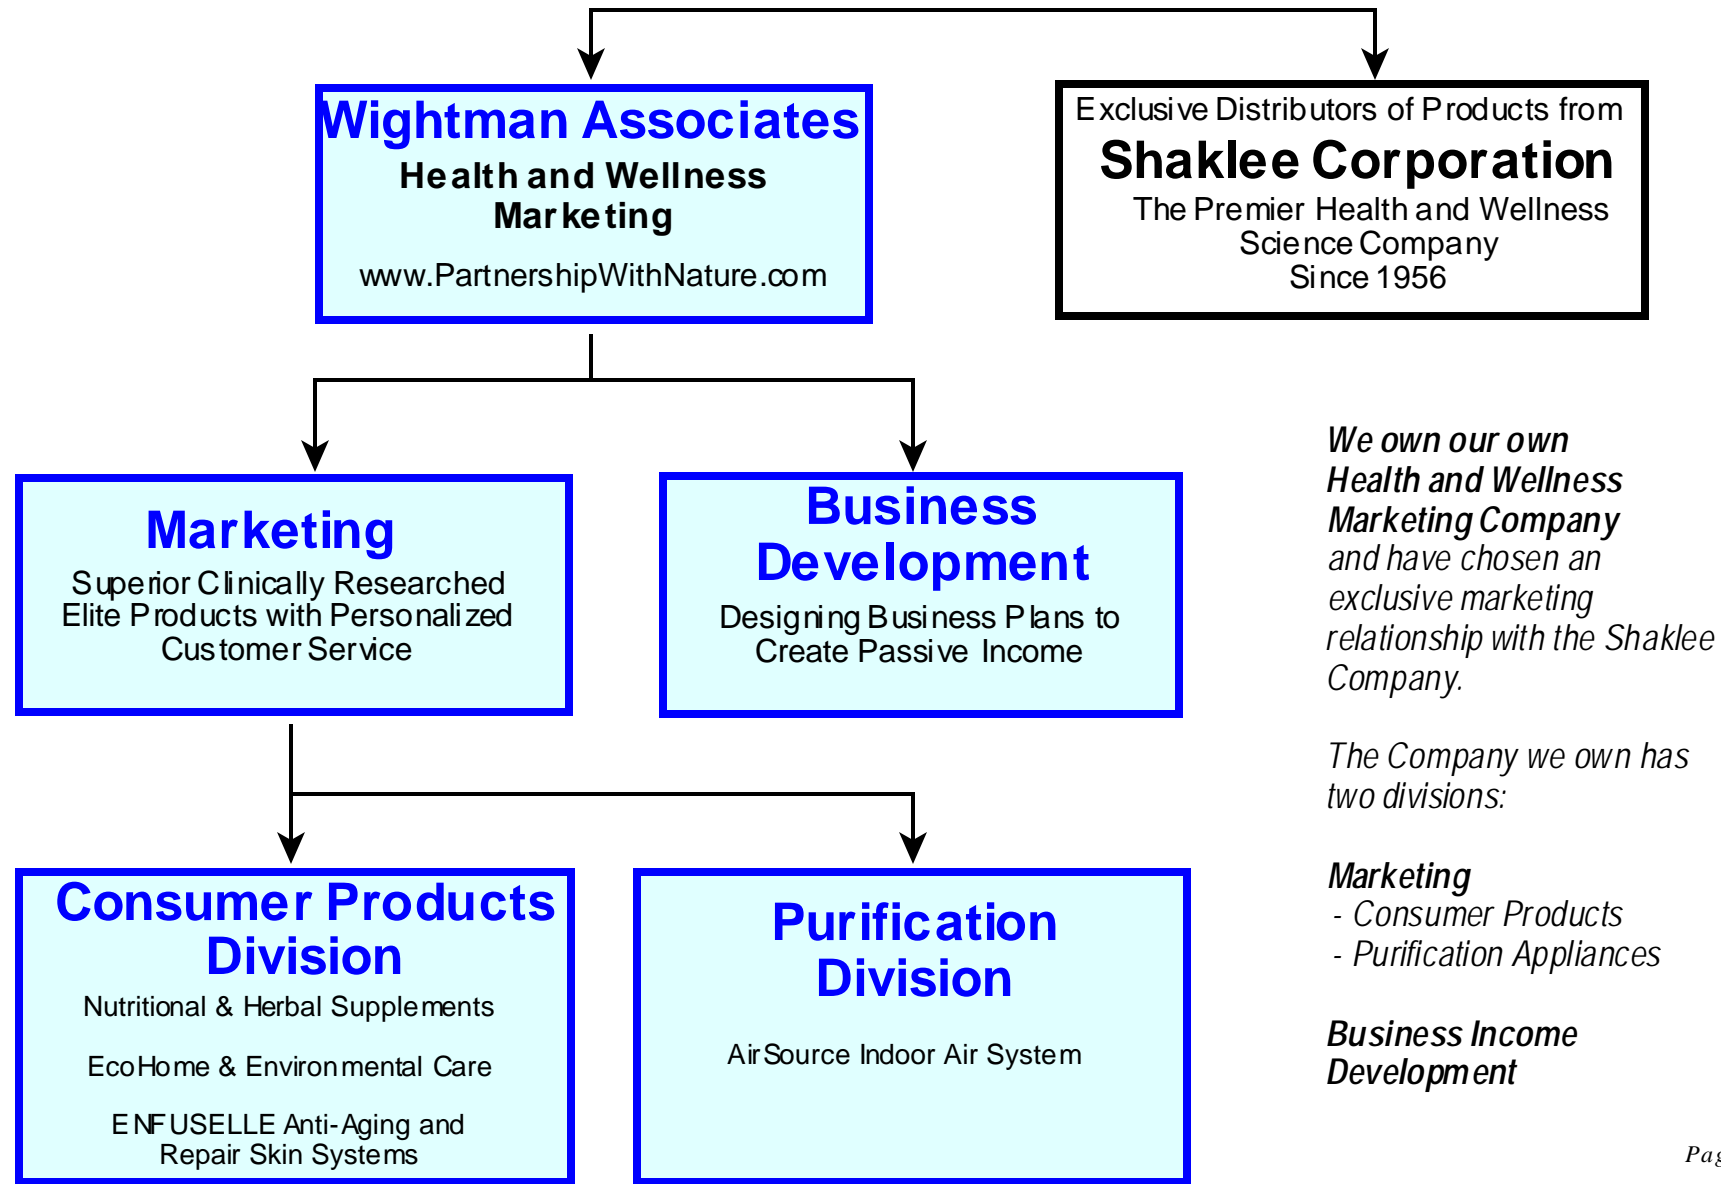 Wightman Associates
Health and Wellness
Marketing
www.PartnershipWithNature.com
Exclusive Distributors of Products from
Shaklee Corporation
The Premier Health and Wellness
Science Company
Since 1956
Marketing
Superior Clinically Researched
Elite Products with Personalized
Customer Service
Business
Development
Designing Business Plans to
Create Passive Income
We own our own
Health and Wellness
Marketing Company
and have chosen an
exclusive marketing
relationship with the Shaklee
Company.
The Company we own has
two divisions:
Marketing
- Consumer Products
- Purification Appliances
Business Income
Development
Consumer Products
Division
Nutritional & Herbal Supplements
EcoHome & Environmental Care
ENFUSELLE Anti-Aging and
Repair Skin Systems
Purification
Division
AirSource Indoor Air System